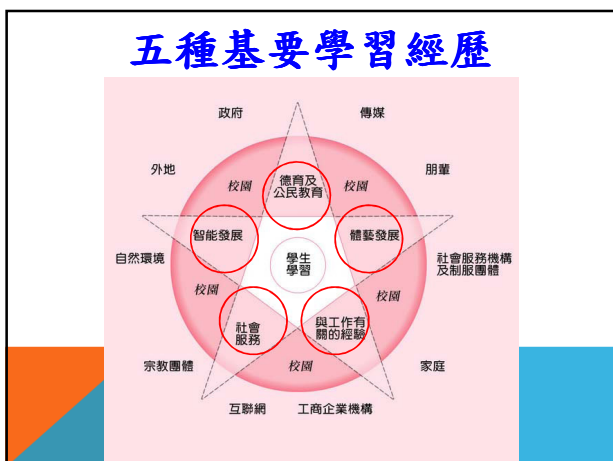 五種基要學習經歷
政府
傳媒
外地
朋輩
校園
德育及
公民教育
校園
智能發展
體藝發展
自然環境
學生
學習
社會服務機構
及制服團體
校園
校園
社會
服務
與工作有
關的經驗
宗教團體
校園
家庭
互聯網
工商企業機構